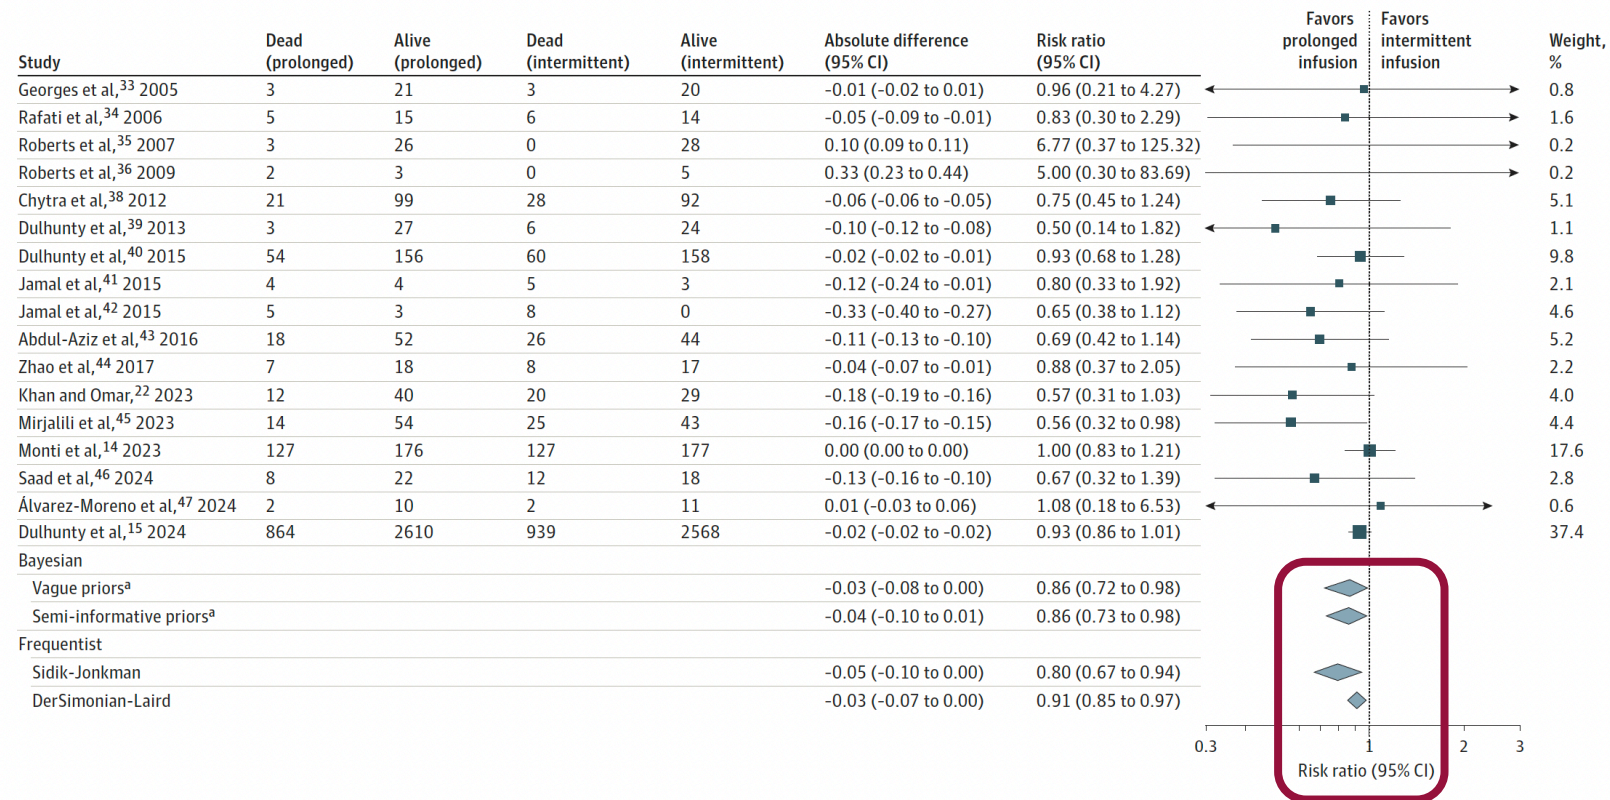 Study Dead (prolonged) Alive (prolonged) Dead (intermittent) Alive (intermittent) Absolute difference (95% CI) Risk ratio (95% CI) Favors prolonged infusion Favors intermittent infusion Weight, %
Georges et al,33 2005 3 21 3 20 -0.01 (-0.02 to 0.01) 0.96 (0.21 to 4.27) 0.8
Rafati et al,34 2006 5 15 6 14 -0.05 (-0.09 to -0.01) 0.83 (0.30 to 2.29) 1.6
Roberts et al,35 2007 3 26 0 28 0.10 (0.09 to 0.11) 6.77 (0.37 to 125.32) 0.2
Roberts et al,36 2009 2 3 0 5 0.33 (0.23 to 0.44) 5.00 (0.30 to 83.69) 0.2
Chytra et al,38 2012 21 99 28 92 -0.06 (-0.06 to -0.05) 0.75 (0.45 to 1.24) 5.1
Dulhunty et al,39 2013 3 27 6 24 -0.10 (-0.12 to -0.08) 0.50 (0.14 to 1.82) 1.1
Dulhunty et al,40 2015 54 156 60 158 -0.02 (-0.02 to -0.01) 0.93 (0.68 to 1.28) 9.8
Jamal et al,41 2015 4 4 5 3 -0.12 (-0.24 to -0.01) 0.80 (0.33 to 1.92) 2.1
Jamal et al,42 2015 5 3 8 0 -0.33 (-0.40 to -0.27) 0.65 (0.38 to 1.12) 4.6
Abdul-Aziz et al,43 2016 18 52 26 44 -0.11 (-0.13 to -0.10) 0.69 (0.42 to 1.14) 5.2
Zhao et al,44 2017 7 18 8 17 -0.04 (-0.07 to -0.01) 0.88 (0.37 to 2.05) 2.2
Khan and Omar,22 2023 12 40 20 29 -0.18 (-0.19 to -0.16) 0.57 (0.31 to 1.03) 4.0
Mirjalili et al,45 2023 14 54 25 43 -0.16 (-0.17 to -0.15) 0.56 (0.32 to 0.98) 4.4
Monti et al,14 2023 127 176 127 177 0.00 (0.00 to 0.00) 1.00 (0.83 to 1.21) 17.6
Saad et al,46 2024 8 22 12 18 -0.13 (-0.16 to -0.10) 0.67 (0.32 to 1.39) 2.8
Álvarez-Moreno et al,47 2024 2 10 2 11 0.01 (-0.03 to 0.06) 1.08 (0.18 to 6.53) 0.6
Dulhunty et al,15 2024 864 2610 939 2568 -0.02 (-0.02 to -0.02) 0.93 (0.86 to 1.01) 37.4
Bayesian
Vague priorsa -0.03 (-0.08 to 0.00) 0.86 (0.72 to 0.98)
Semi-informative priorsa -0.04 (-0.10 to 0.01) 0.86 (0.73 to 0.98)
Frequentist
Sidik-Jonkman -0.05 (-0.10 to 0.00) 0.80 (0.67 to 0.94)
DerSimonian-Laird -0.03 (-0.07 to 0.00) 0.91 (0.85 to 0.97)
0.3 1 2 3
Risk ratio (95% CI)